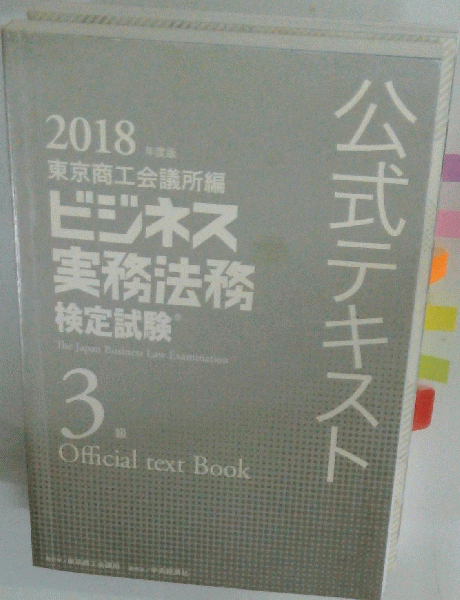 2018 年度版
東京商工会議所編
ビジネス
実務法務
検定試験®
The Japan Business Law Examination
3級
Official text Book
公式テキスト